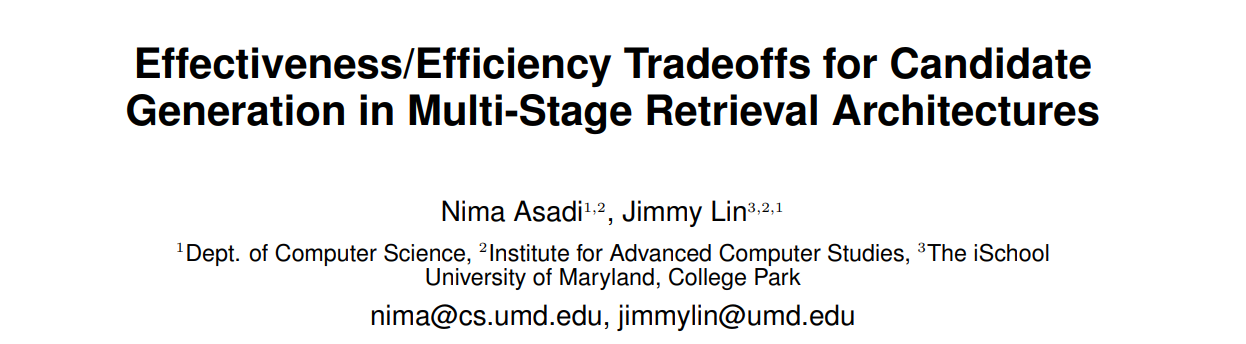 Effectiveness/Efficiency Tradeoffs for Candidate
Generation in Multi-Stage Retrieval Architectures
Nima Asadi1,2, Jimmy Lin3,2,1
1Dept. of Computer Science, 2Institute for Advanced Computer Studies, 3The iSchool
University of Maryland, College Park
nima@cs.umd.edu, jimmylin@umd.edu